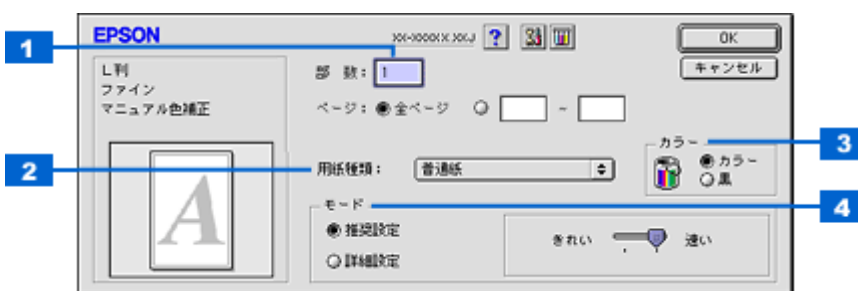 EPSON
XX-XXXX(X.XX)J
?
OK
1
L判
ファイン
マニュアル色補正
部 数: 1
キャンセル
ページ: 全ページ ~
カラー
3
カラー
黒
2
用紙種類: 普通紙
モード
4
推奨設定
詳細設定
きれい 速い
A